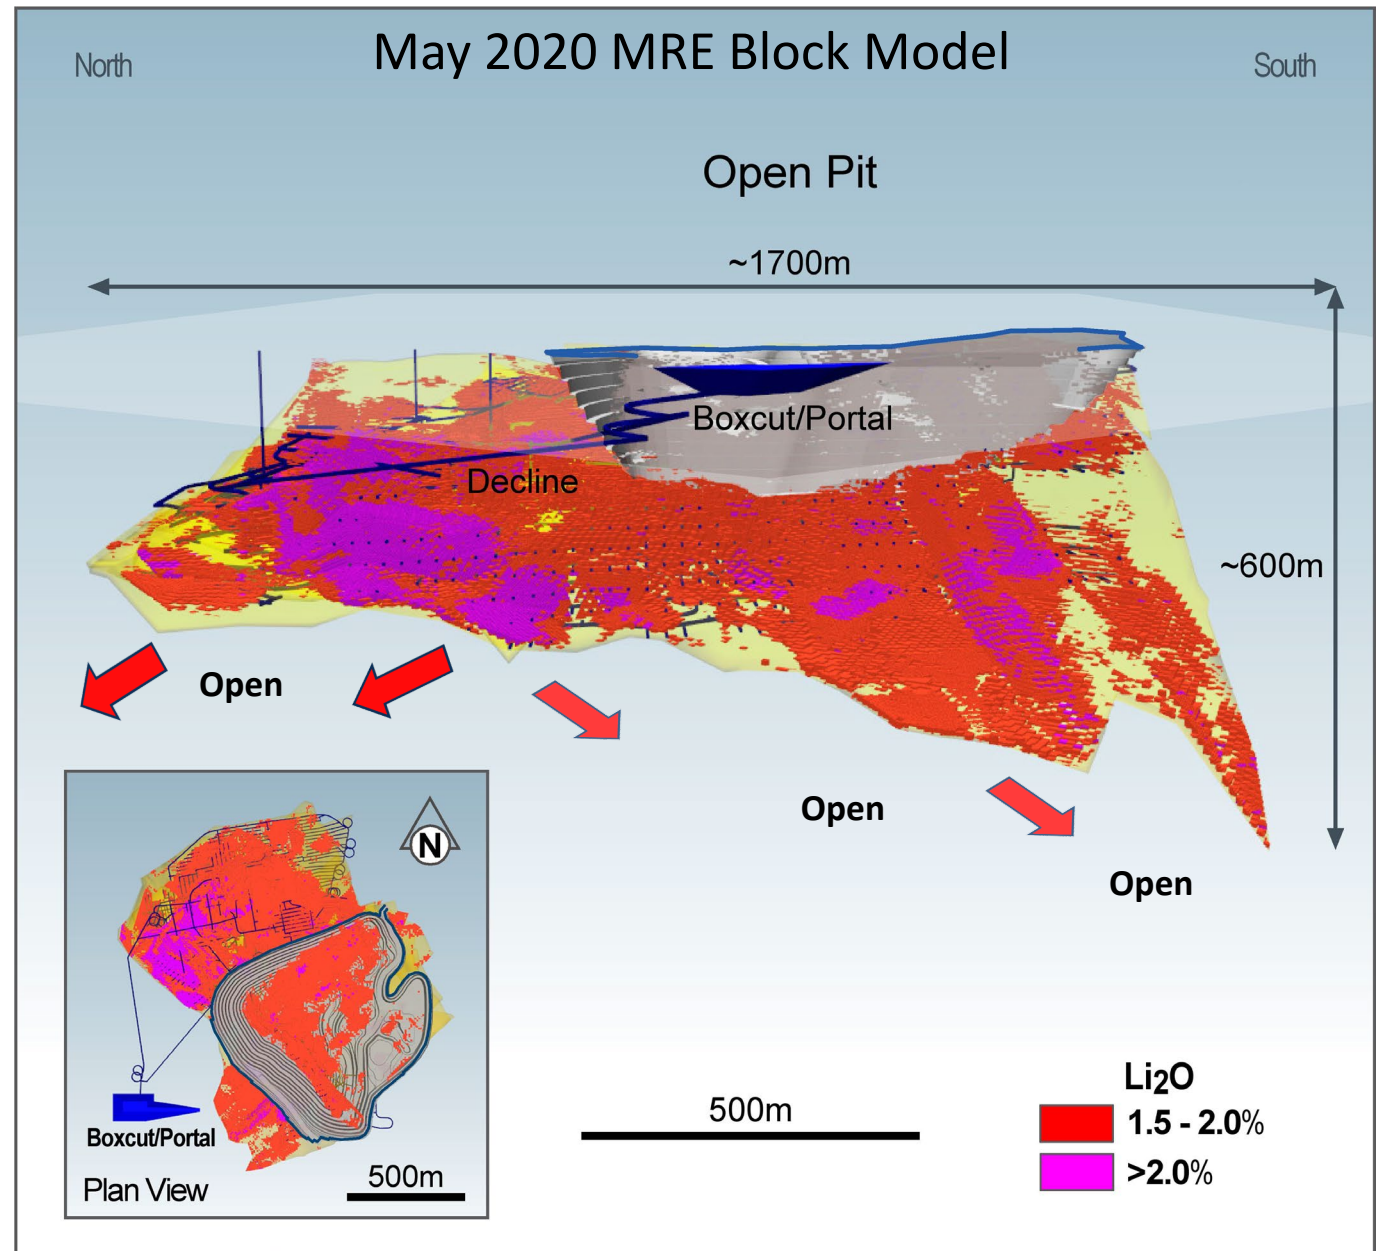 May 2020 MRE Block Model
North
South
Open Pit
~1700m
Boxcut/Portal
Decline
~600m
Open
Open
Open
N
Boxcut/Portal
Plan View
500m
500m
Li2O
1.5 - 2.0%
>2.0%